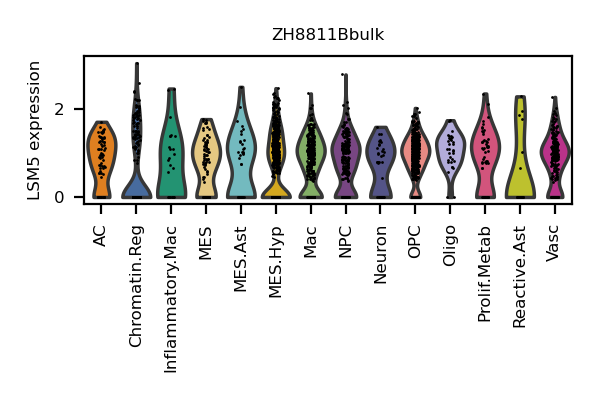 ZH8811Bbulk
LSM5 expression
2
0
AC
Chromatin.Reg
Inflammatory.Mac
MES
MES.Ast
MES.Hyp
Mac
NPC
Neuron
OPC
Oligo
Prolif.Metab
Reactive.Ast
Vasc